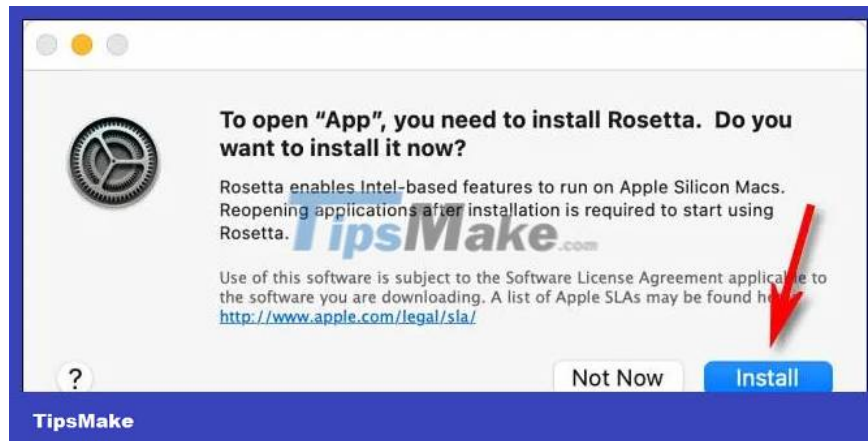 To open “App”, you need to install Rosetta. Do you
want to install it now?
Rosetta enables Intel-based features to run on Apple Silicon Macs.
Reopening applications after installation is required to start using
Rosetta.
TipsMake.com
Use of this software is subject to the Software License Agreement applicable to
the software you are downloading. A list of Apple SLAs may be found
http://www.apple.com/legal/sla/
?
Not Now
Install
TipsMake